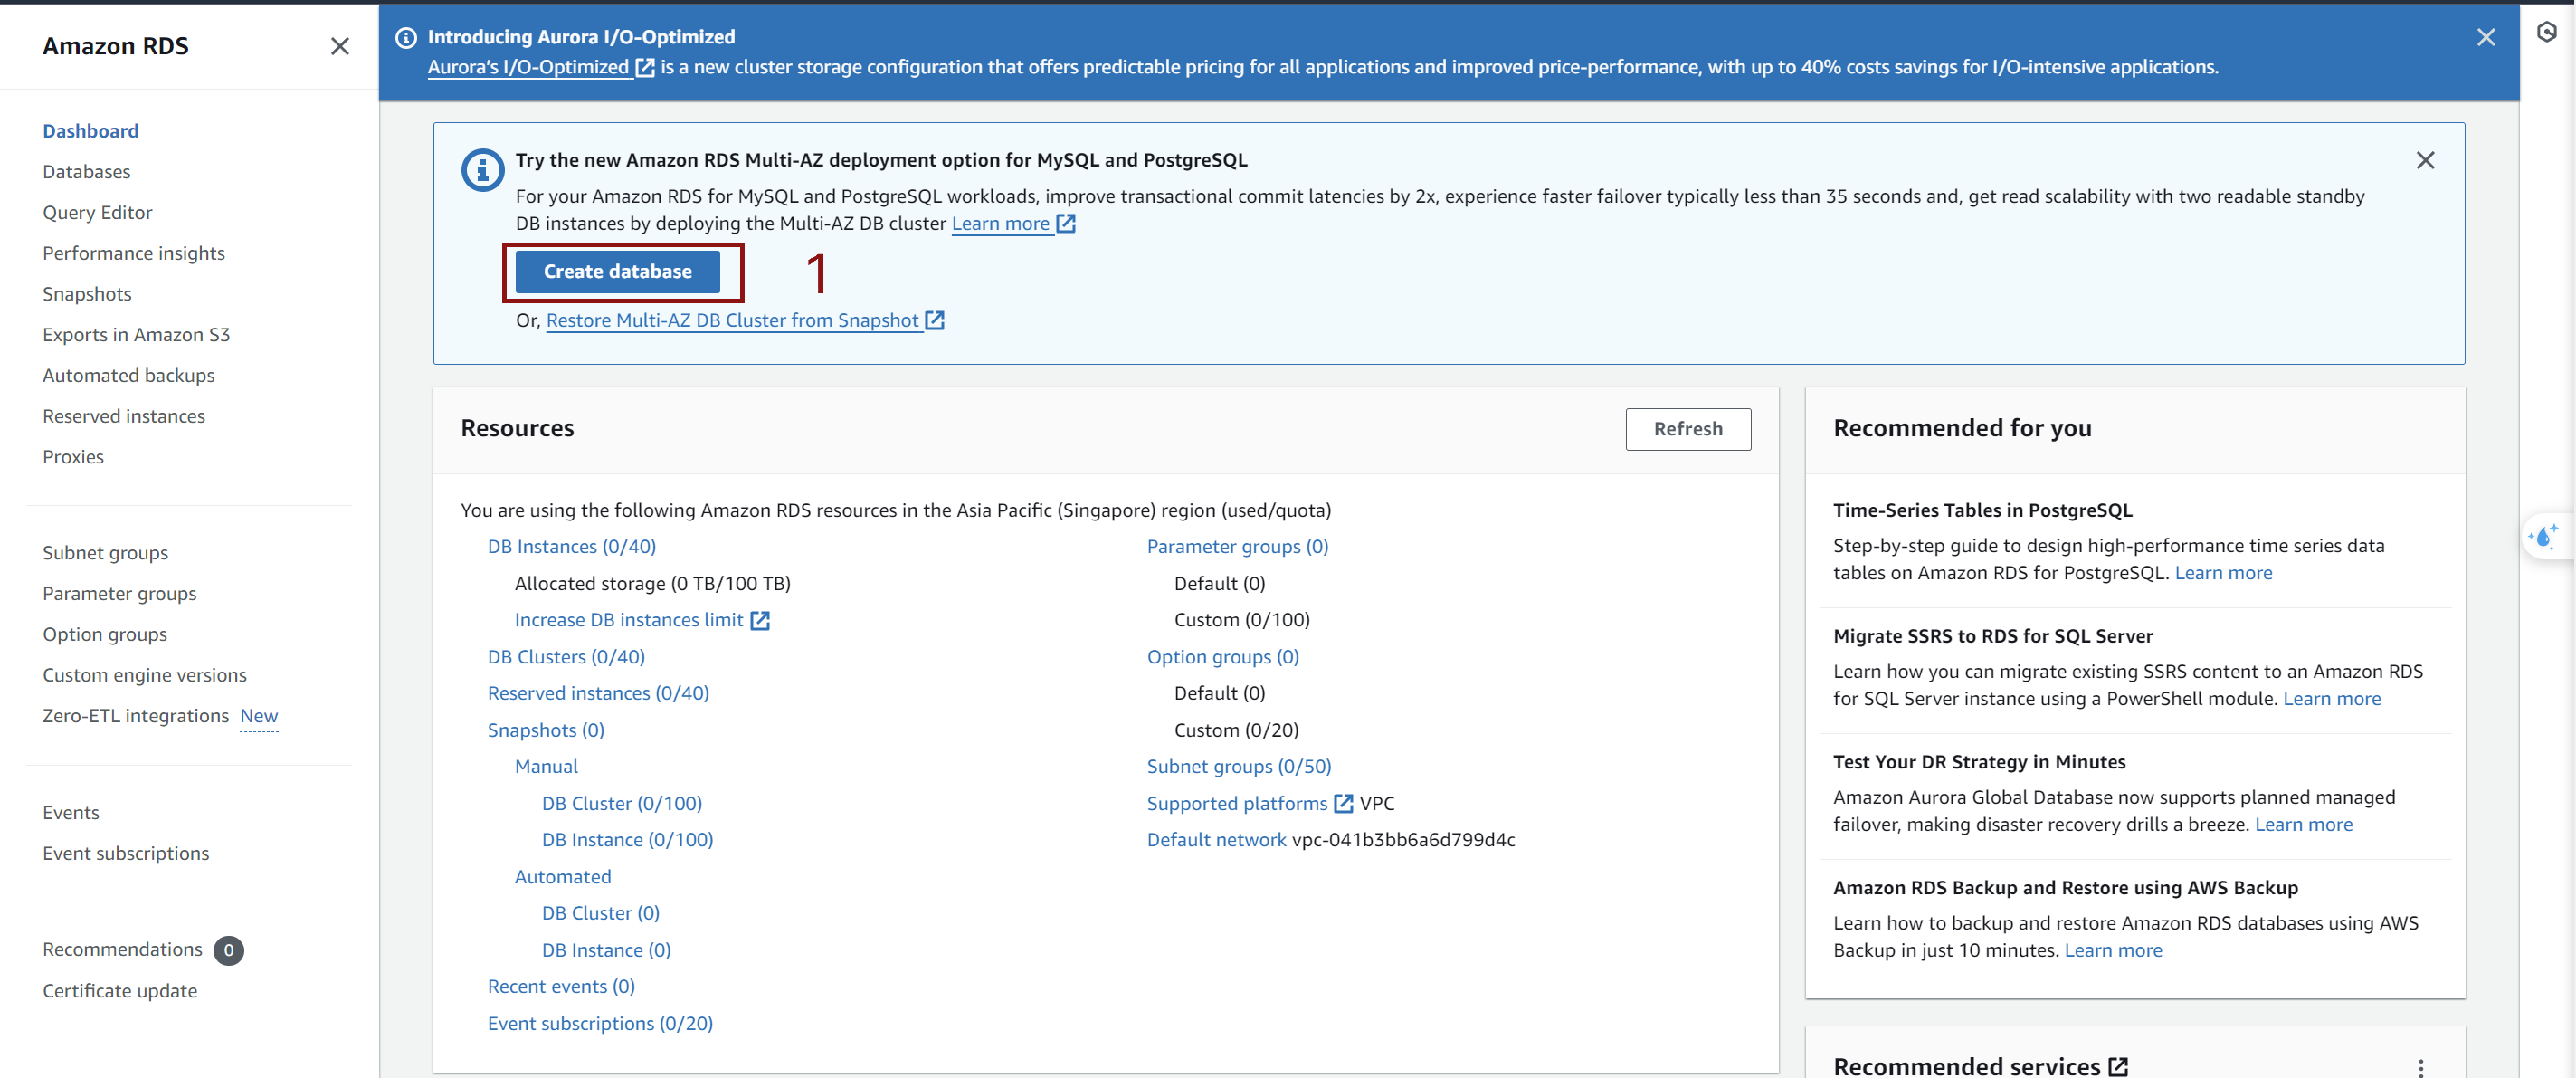 Amazon RDS
Dashboard
Databases
Query Editor
Performance insights
Snapshots
Exports in Amazon S3
Automated backups
Reserved instances
Proxies
Subnet groups
Parameter groups
Option groups
Custom engine versions
Zero-ETL integrations New
Events
Event subscriptions
Recommendations 0
Certificate update
Introducing Aurora I/O-Optimized
Aurora's I/O-Optimized is a new cluster storage configuration that offers predictable pricing for all applications and improved price-performance, with up to 40% costs savings for I/O-intensive applications.
Try the new Amazon RDS Multi-AZ deployment option for MySQL and PostgreSQL
For your Amazon RDS for MySQL and PostgreSQL workloads, improve transactional commit latencies by 2x, experience faster failover typically less than 35 seconds and, get read scalability with two readable standby
DB instances by deploying the Multi-AZ DB cluster Learn more
Create database 1
Or, Restore Multi-AZ DB Cluster from Snapshot
Resources
Refresh
You are using the following Amazon RDS resources in the Asia Pacific (Singapore) region (used/quota)
DB Instances (0/40)
Allocated storage (0 TB/100 TB)
Increase DB instances limit
DB Clusters (0/40)
Reserved instances (0/40)
Snapshots (0)
Manual
DB Cluster (0/100)
DB Instance (0/100)
Automated
DB Cluster (0)
DB Instance (0)
Recent events (0)
Event subscriptions (0/20)
Parameter groups (0)
Default (0)
Custom (0/100)
Option groups (0)
Default (0)
Custom (0/20)
Subnet groups (0/50)
Supported platforms VPC
Default network vpc-041b3bb6a6d799d4c
Recommended for you
Time-Series Tables in PostgreSQL
Step-by-step guide to design high-performance time series data
tables on Amazon RDS for PostgreSQL. Learn more
Migrate SSRS to RDS for SQL Server
Learn how you can migrate existing SSRS content to an Amazon RDS
for SQL Server instance using a PowerShell module. Learn more
Test Your DR Strategy in Minutes
Amazon Aurora Global Database now supports planned managed
failover, making disaster recovery drills a breeze. Learn more
Amazon RDS Backup and Restore using AWS Backup
Learn how to backup and restore Amazon RDS databases using AWS
Backup in just 10 minutes. Learn more
Recommended services